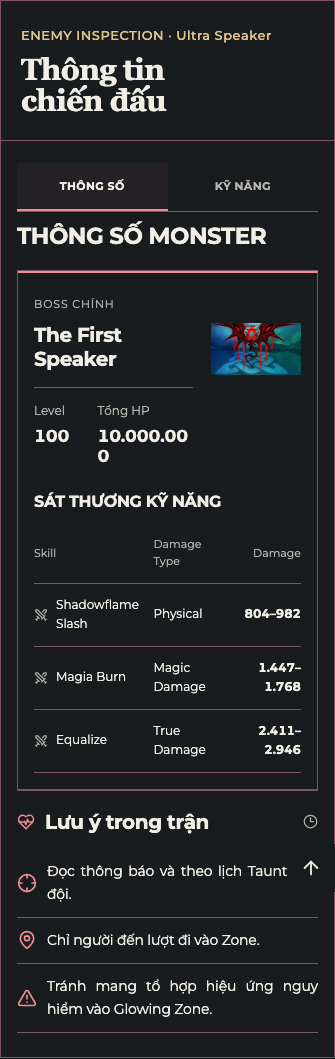 ENEMY INSPECTION · Ultra Speaker
Thông tin
chiến đấu
THÔNG SỐ
KỸ NĂNG
THÔNG SỐ MONSTER
BOSS CHÍNH
The First
Speaker
Level
Tổng HP
100
10.000.00
0
SÁT THƯƠNG KỸ NĂNG
Skill
Damage
Type
Damage
Shadowflame
Slash
Physical
804–982
Magia Burn
Magic
Damage
1.447–
1.768
Equalize
True
Damage
2.411–
2.946
Lưu ý trong trận
Đọc thông báo và theo lịch Taunt
đội.
Chỉ người đến lượt đi vào Zone.
Tránh mang tổ hợp hiệu ứng nguy
hiểm vào Glowing Zone.